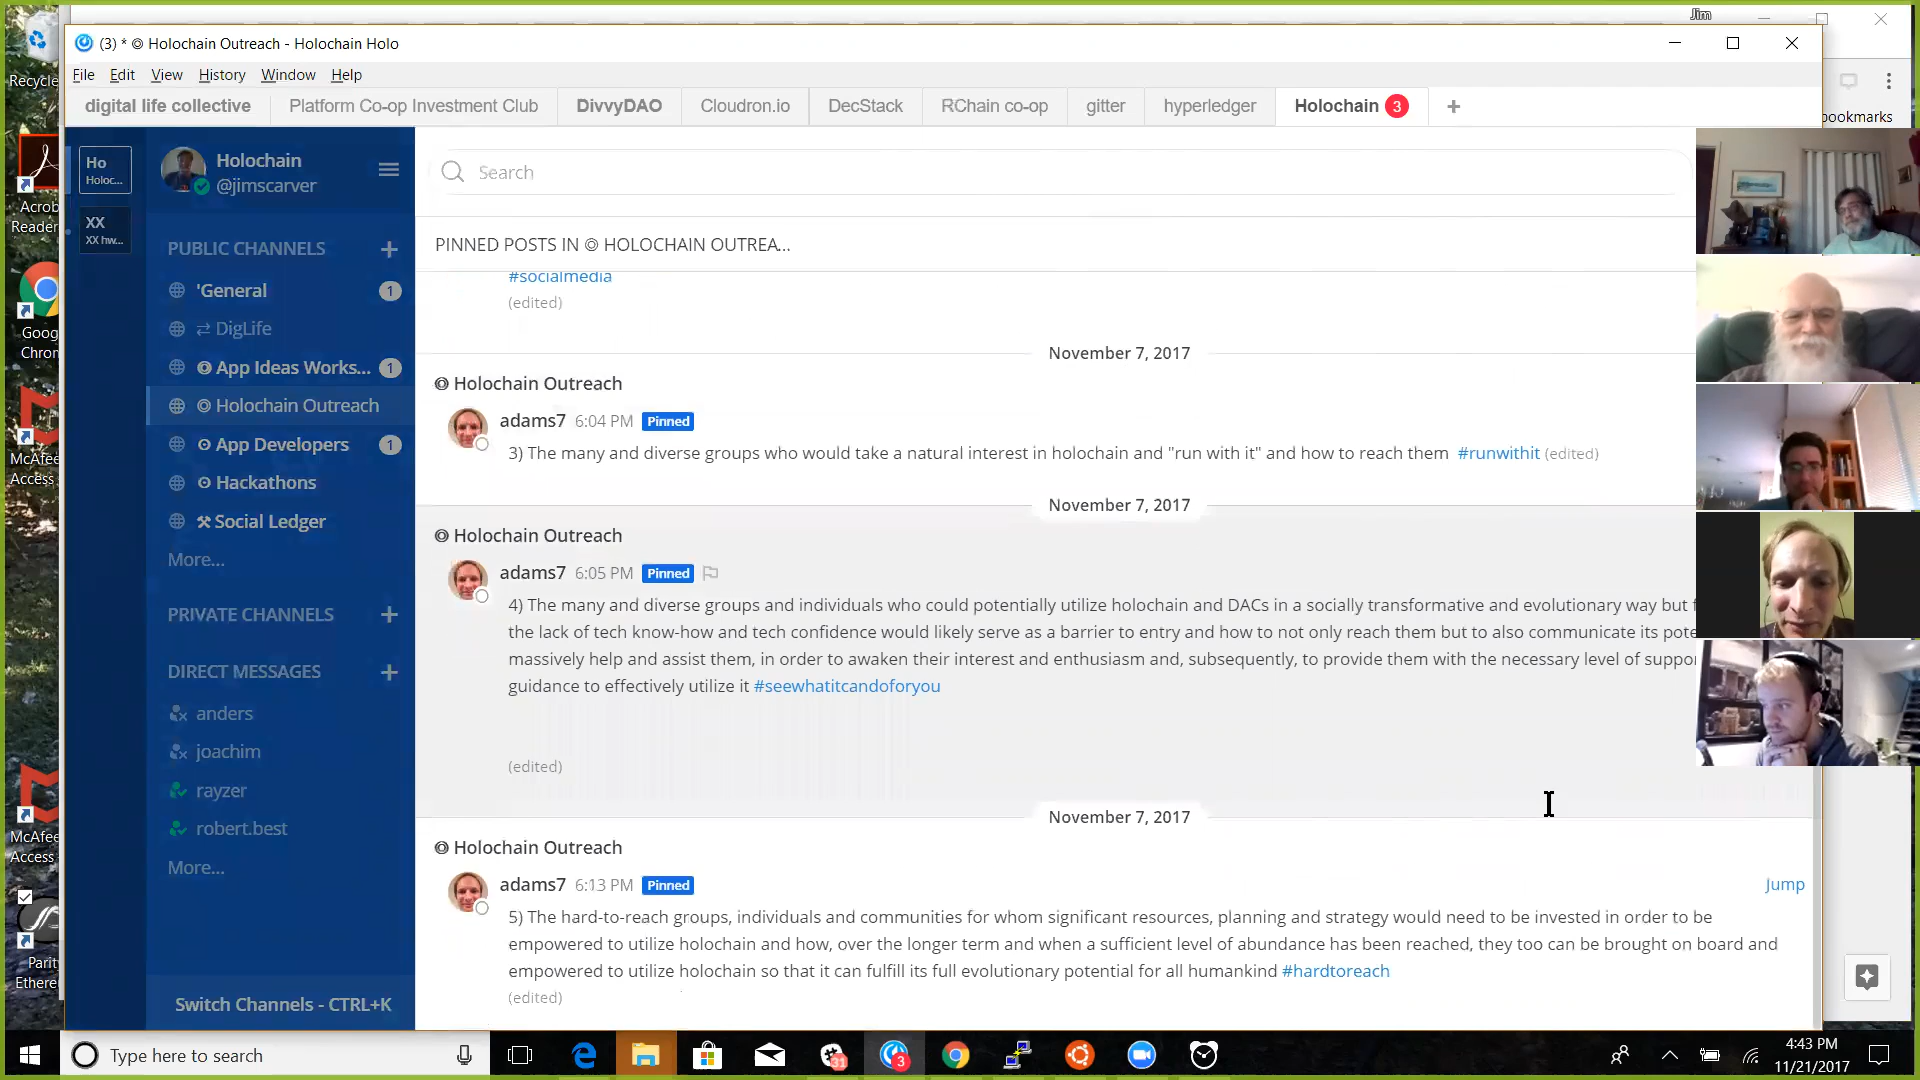 Jim
(3) * ◎ Holochain Outreach - Holochain Holo
File Edit View History Window Help
digital life collective Platform Co-op Investment Club DivvyDAO Cloudron.io DecStack RChain co-op gitter hyperledger Holochain 3 +
bookmarks
Recycle
Acrob
Reader
Goog
Chron
McAfee
Access
McAfee
Access
Parity
Ethere
Ho
Holoc...
XX
XX hw...
Holochain
@jimscarver
PUBLIC CHANNELS +
'General 1
⇄ DigLife
App Ideas Works... 1
◎ Holochain Outreach
App Developers 1
Hackathons
Social Ledger
More...
PRIVATE CHANNELS +
DIRECT MESSAGES +
anders
joachim
rayzer
robert.best
More...
Switch Channels - CTRL+K
Search
PINNED POSTS IN ◎ HOLOCHAIN OUTREA...
#socialmedia
(edited)
November 7, 2017
◎ Holochain Outreach
adams7 6:04 PM Pinned
3) The many and diverse groups who would take a natural interest in holochain and "run with it" and how to reach them #runwithit (edited)
November 7, 2017
◎ Holochain Outreach
adams7 6:05 PM Pinned
4) The many and diverse groups and individuals who could potentially utilize holochain and DACs in a socially transformative and evolutionary way but f
the lack of tech know-how and tech confidence would likely serve as a barrier to entry and how to not only reach them but to also communicate its pote
massively help and assist them, in order to awaken their interest and enthusiasm and, subsequently, to provide them with the necessary level of suppo
guidance to effectively utilize it #seewhatitcandoforyou
(edited)
November 7, 2017
◎ Holochain Outreach
adams7 6:13 PM Pinned Jump
5) The hard-to-reach groups, individuals and communities for whom significant resources, planning and strategy would need to be invested in order to be
empowered to utilize holochain and how, over the longer term and when a sufficient level of abundance has been reached, they too can be brought on board and
empowered to utilize holochain so that it can fulfill its full evolutionary potential for all humankind #hardtoreach
(edited)
Type here to search
31
3
4:43 PM
11/21/2017